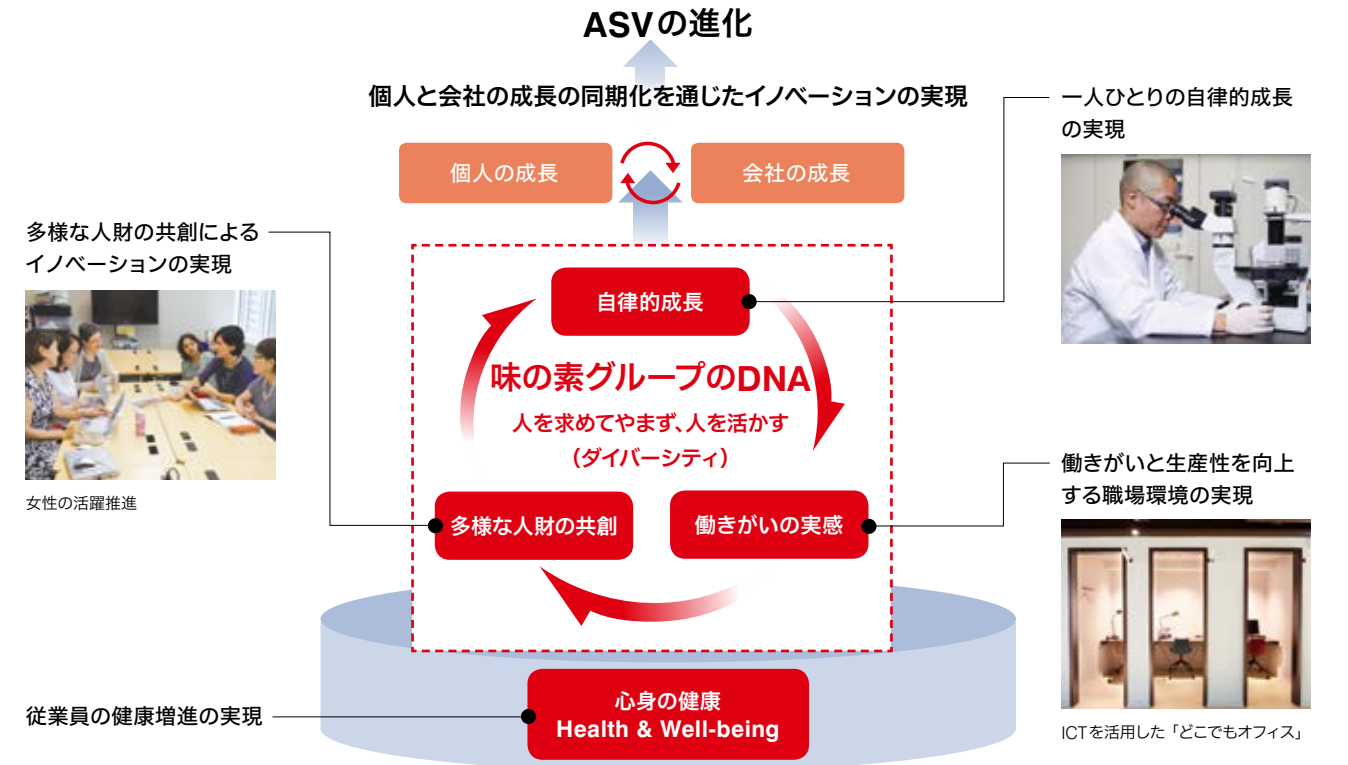 ASVの進化
個人と会社の成長の同期化を通じたイノベーションの実現
個人の成長
会社の成長
一人ひとりの自律的成長
の実現
多様な人財の共創による
イノベーションの実現
女性の活躍推進
自律的成長
味の素グループのDNA
人を求めてやまず、人を活かす
(ダイバーシティ)
多様な人財の共創
働きがいの実感
働きがいと生産性を向上
する職場環境の実現
ICTを活用した「どこでもオフィス」
従業員の健康増進の実現
心身の健康
Health & Well-being